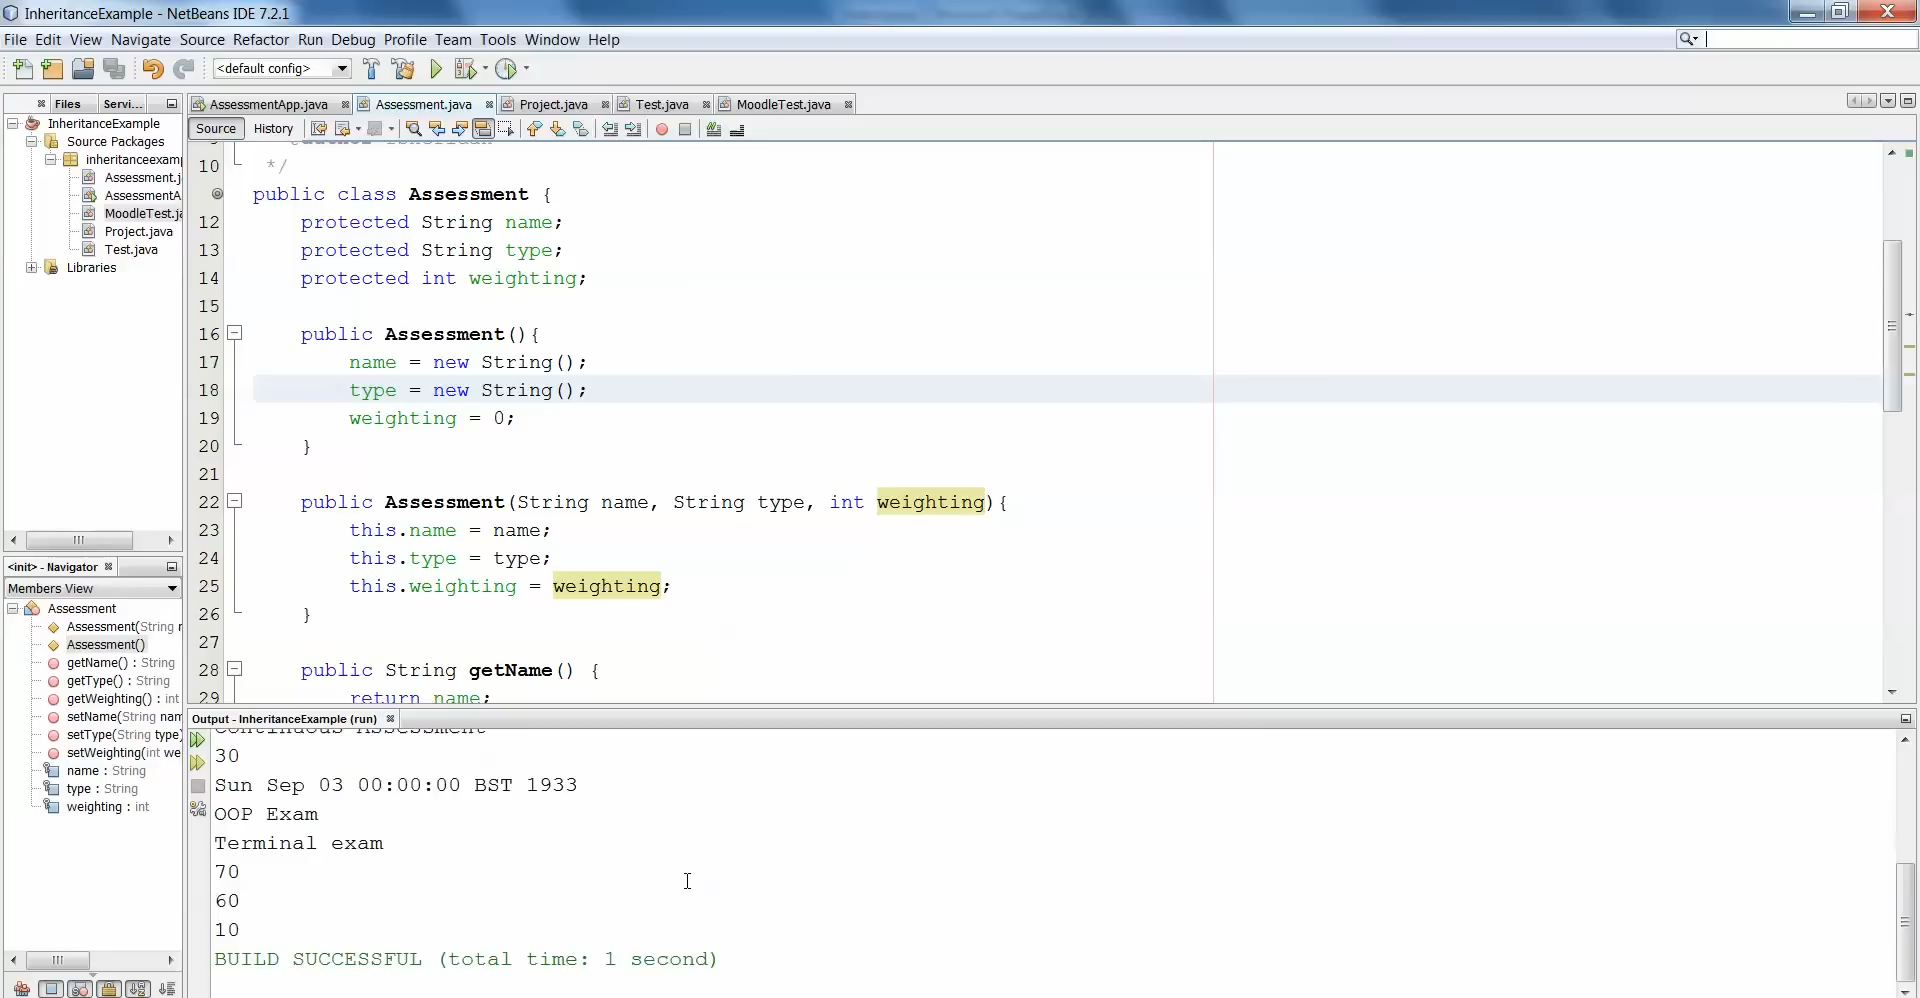 InheritanceExample - NetBeans IDE 7.2.1
File Edit View Navigate Source Refactor Run Debug Profile Team Tools Window Help
<default config>
Files Servi...
AssessmentApp.java Assessment.java Project.java Test.java MoodleTest.java
Source History
InheritanceExample
Source Packages
inheritanceexam
Assessment.j
AssessmentA
MoodleTest.ja
Project.java
Test.java
Libraries
10 */
public class Assessment {
12 protected String name;
13 protected String type;
14 protected int weighting;
15
16 public Assessment(){
17 name = new String();
18 type = new String();
19 weighting = 0;
20 }
21
22 public Assessment(String name, String type, int weighting){
23 this.name = name;
24 this.type = type;
25 this.weighting = weighting;
26 }
27
28 public String getName() {
29 return name;
<init> - Navigator
Members View
Assessment
Assessment(String n
Assessment()
getName() : String
getType() : String
getWeighting() : int
setName(String nam
setType(String type)
setWeighting(int we
name : String
type : String
weighting : int
Output - InheritanceExample (run)
Continuous Assessment
30
Sun Sep 03 00:00:00 BST 1933
OOP Exam
Terminal exam
70
60
10
BUILD SUCCESSFUL (total time: 1 second)